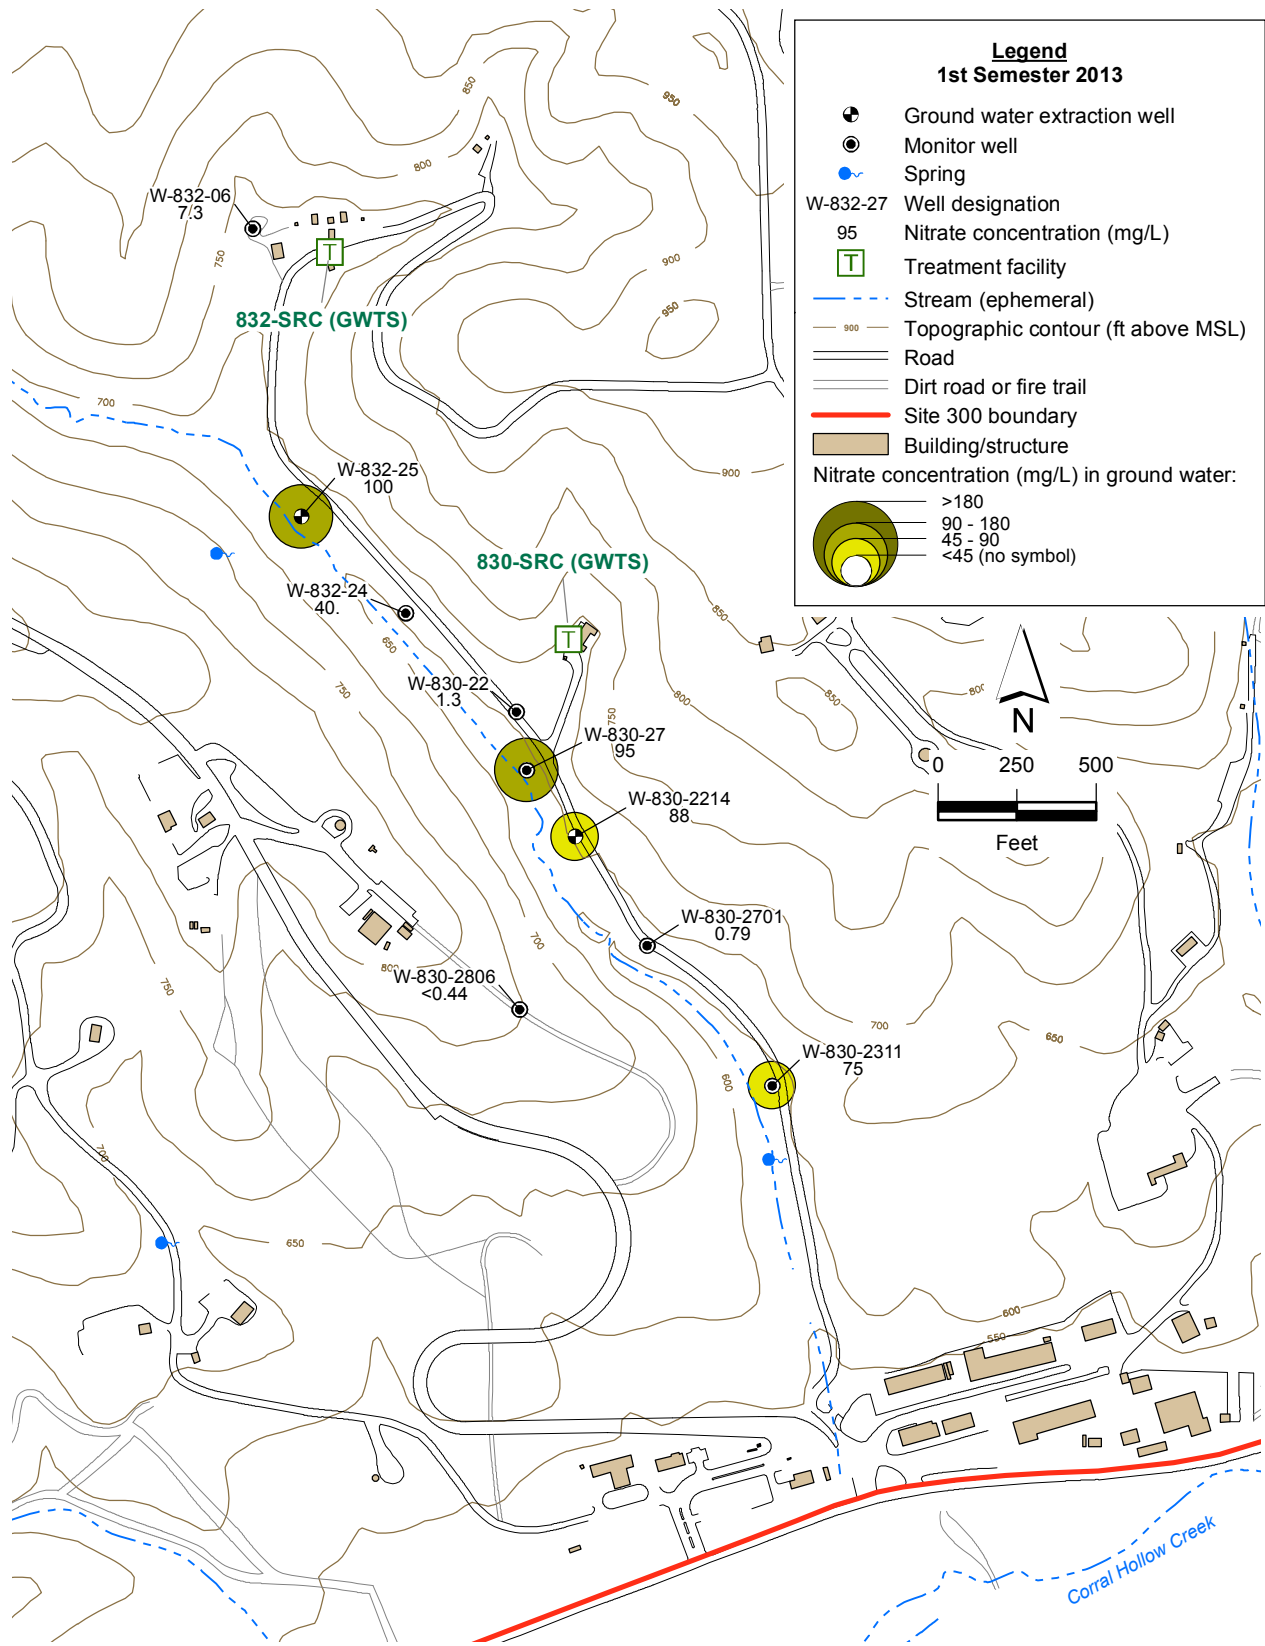 Legend
1st Semester 2013
Ground water extraction well
Monitor well
Spring
W-832-27 Well designation
95 Nitrate concentration (mg/L)
T Treatment facility
Stream (ephemeral)
900 Topographic contour (ft above MSL)
Road
Dirt road or fire trail
Site 300 boundary
Building/structure
Nitrate concentration (mg/L) in ground water:
>180
90 - 180
45 - 90
<45 (no symbol)
850
950
800
W-832-06
7.3
750
T
900
950
832-SRC (GWTS)
700
900
W-832-25
100
830-SRC (GWTS)
W-832-24
40.
850
T
650
750
W-830-22
1.3
800
750
850
800
N
W-830-27
95
0 250 500
Feet
W-830-2214
88
W-830-2701
0.79
700
800
W-830-2806
<0.44
750
700
650
W-830-2311
75
600
700
650
600
550
Corral Hollow Creek